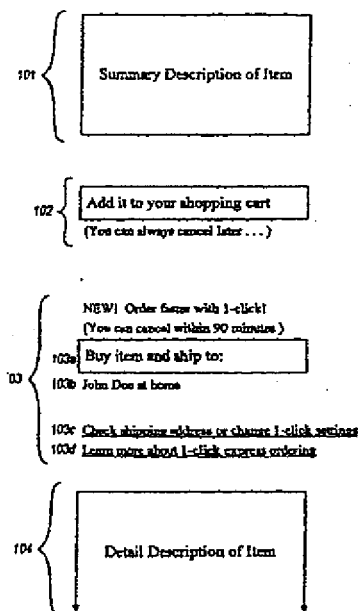 101
Summary Description of Item
102
Add it to your shopping cart
(You can always cancel later . . .)
NEW! Order faster with 1-click!
(You can cancel within 90 minutes.)
103a Buy item and ship to:
03
103b John Doe at home
103c Check shipping address or change 1-click settings
103d Learn more about 1-click express ordering
104
Detail Description of Item